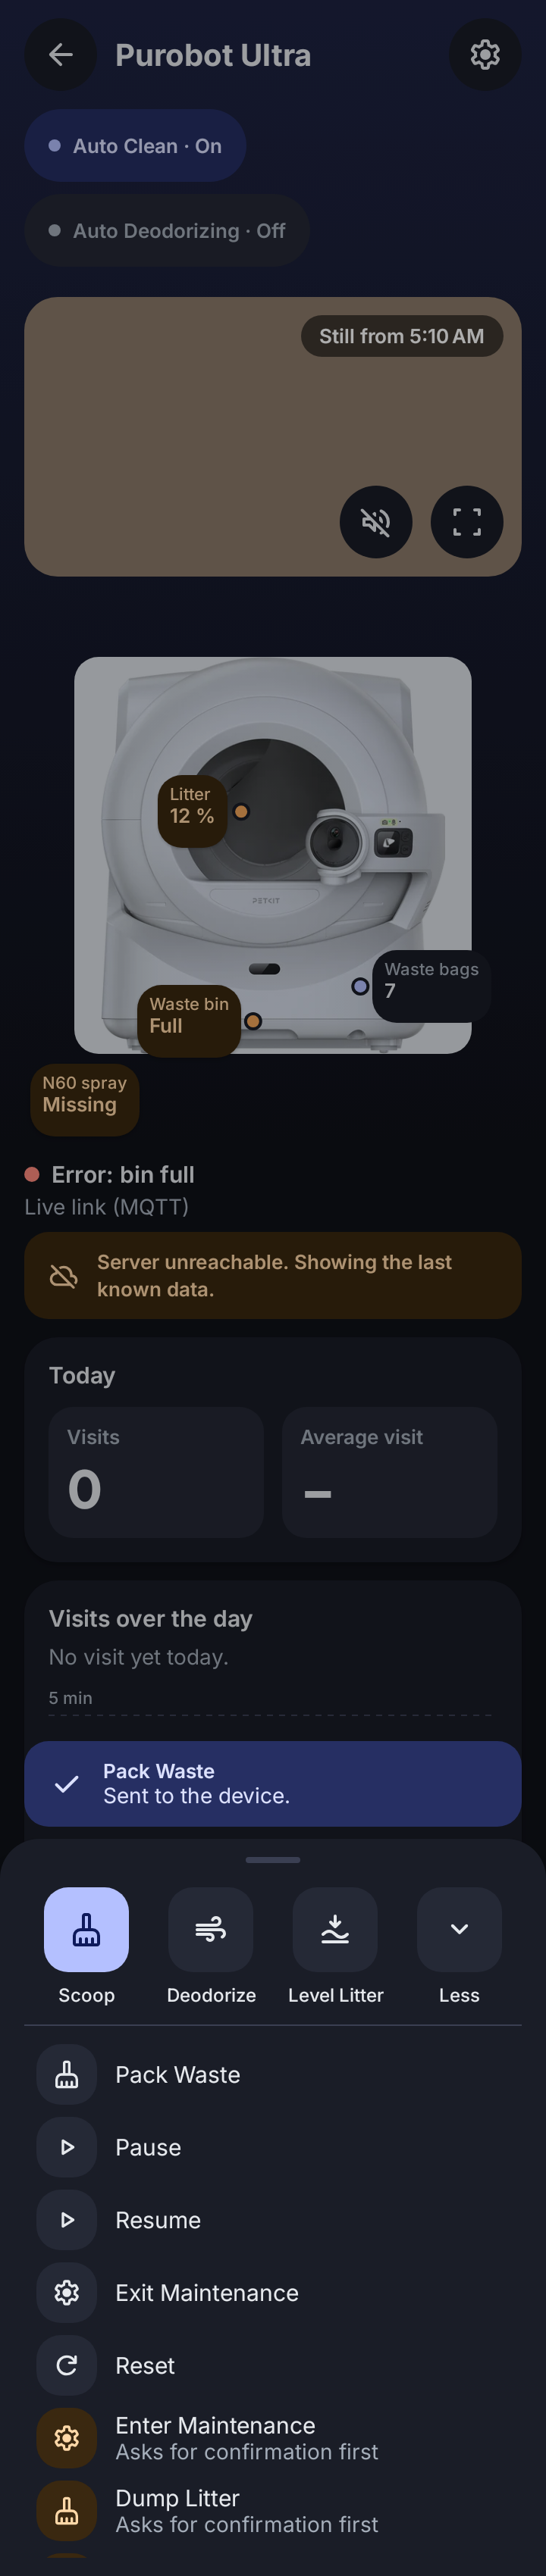 Purobot Ultra
Auto Clean · On
Auto Deodorizing · Off
Still from 5:10 AM
Litter
12 %
PETKIT
Waste bags
7
Waste bin
Full
N60 spray
Missing
Error: bin full
Live link (MQTT)
Server unreachable. Showing the last
known data.
Today
Visits
0
Average visit
–
Visits over the day
No visit yet today.
5 min
Pack Waste
Sent to the device.
Scoop
Deodorize
Level Litter
Less
Pack Waste
Pause
Resume
Exit Maintenance
Reset
Enter Maintenance
Asks for confirmation first
Dump Litter
Asks for confirmation first